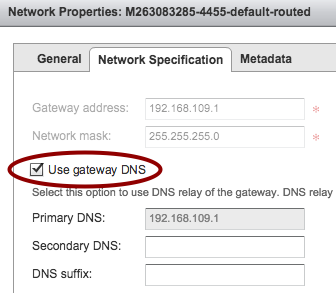 Network Properties: M263083285-4455-default-routed
General Network Specification Metadata
Gateway address: 192.168.109.1 *
Network mask: 255.255.255.0 *
Use gateway DNS
Select this option to use DNS relay of the gateway. DNS relay
Primary DNS: 192.168.109.1
Secondary DNS:
DNS suffix: